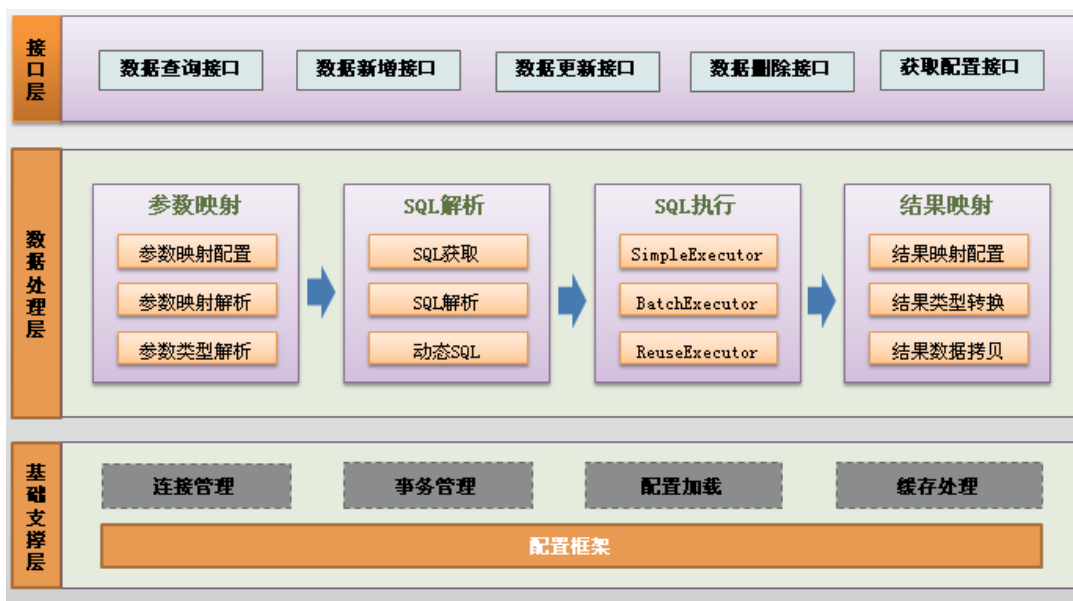 接口层
数据查询接口
数据新增接口
数据更新接口
数据删除接口
获取配置接口
数据处理层
参数映射
参数映射配置
参数映射解析
参数类型解析
SQL解析
SQL获取
SQL解析
动态SQL
SQL执行
SimpleExecutor
BatchExecutor
ReuseExecutor
结果映射
结果映射配置
结果类型转换
结果数据拷贝
基础支撑层
连接管理
事务管理
配置加载
缓存处理
配置框架